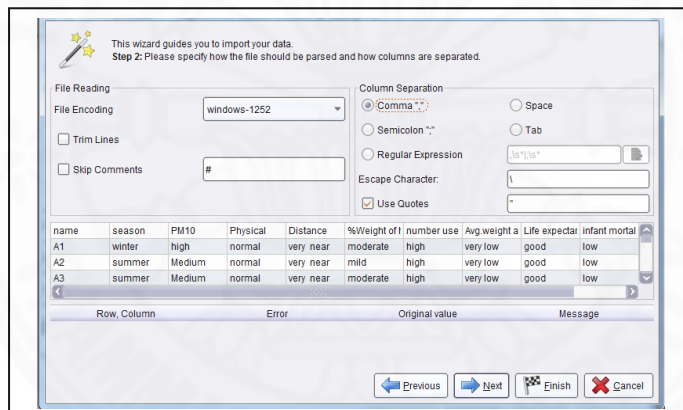 This wizard guides you to import your data.
Step 2: Please specify how the file should be parsed and how columns are separated.
File Reading
File Encoding
windows-1252
Trim Lines
Skip Comments
#
Column Separation
Comma ","
Space
Semicolon ";"
Tab
Regular Expression
,\s*|;\s*
Escape Character:
\
Use Quotes
"
name season PM10 Physical Distance %Weight of h number use Avg.weight a Life expectar infant mortal
A1 winter high normal very near moderate high very low good low
A2 summer Medium normal very near mild high very low good low
A3 summer Medium normal very near moderate high very low good low
Row, Column Error Original value Message
Previous Next Finish Cancel